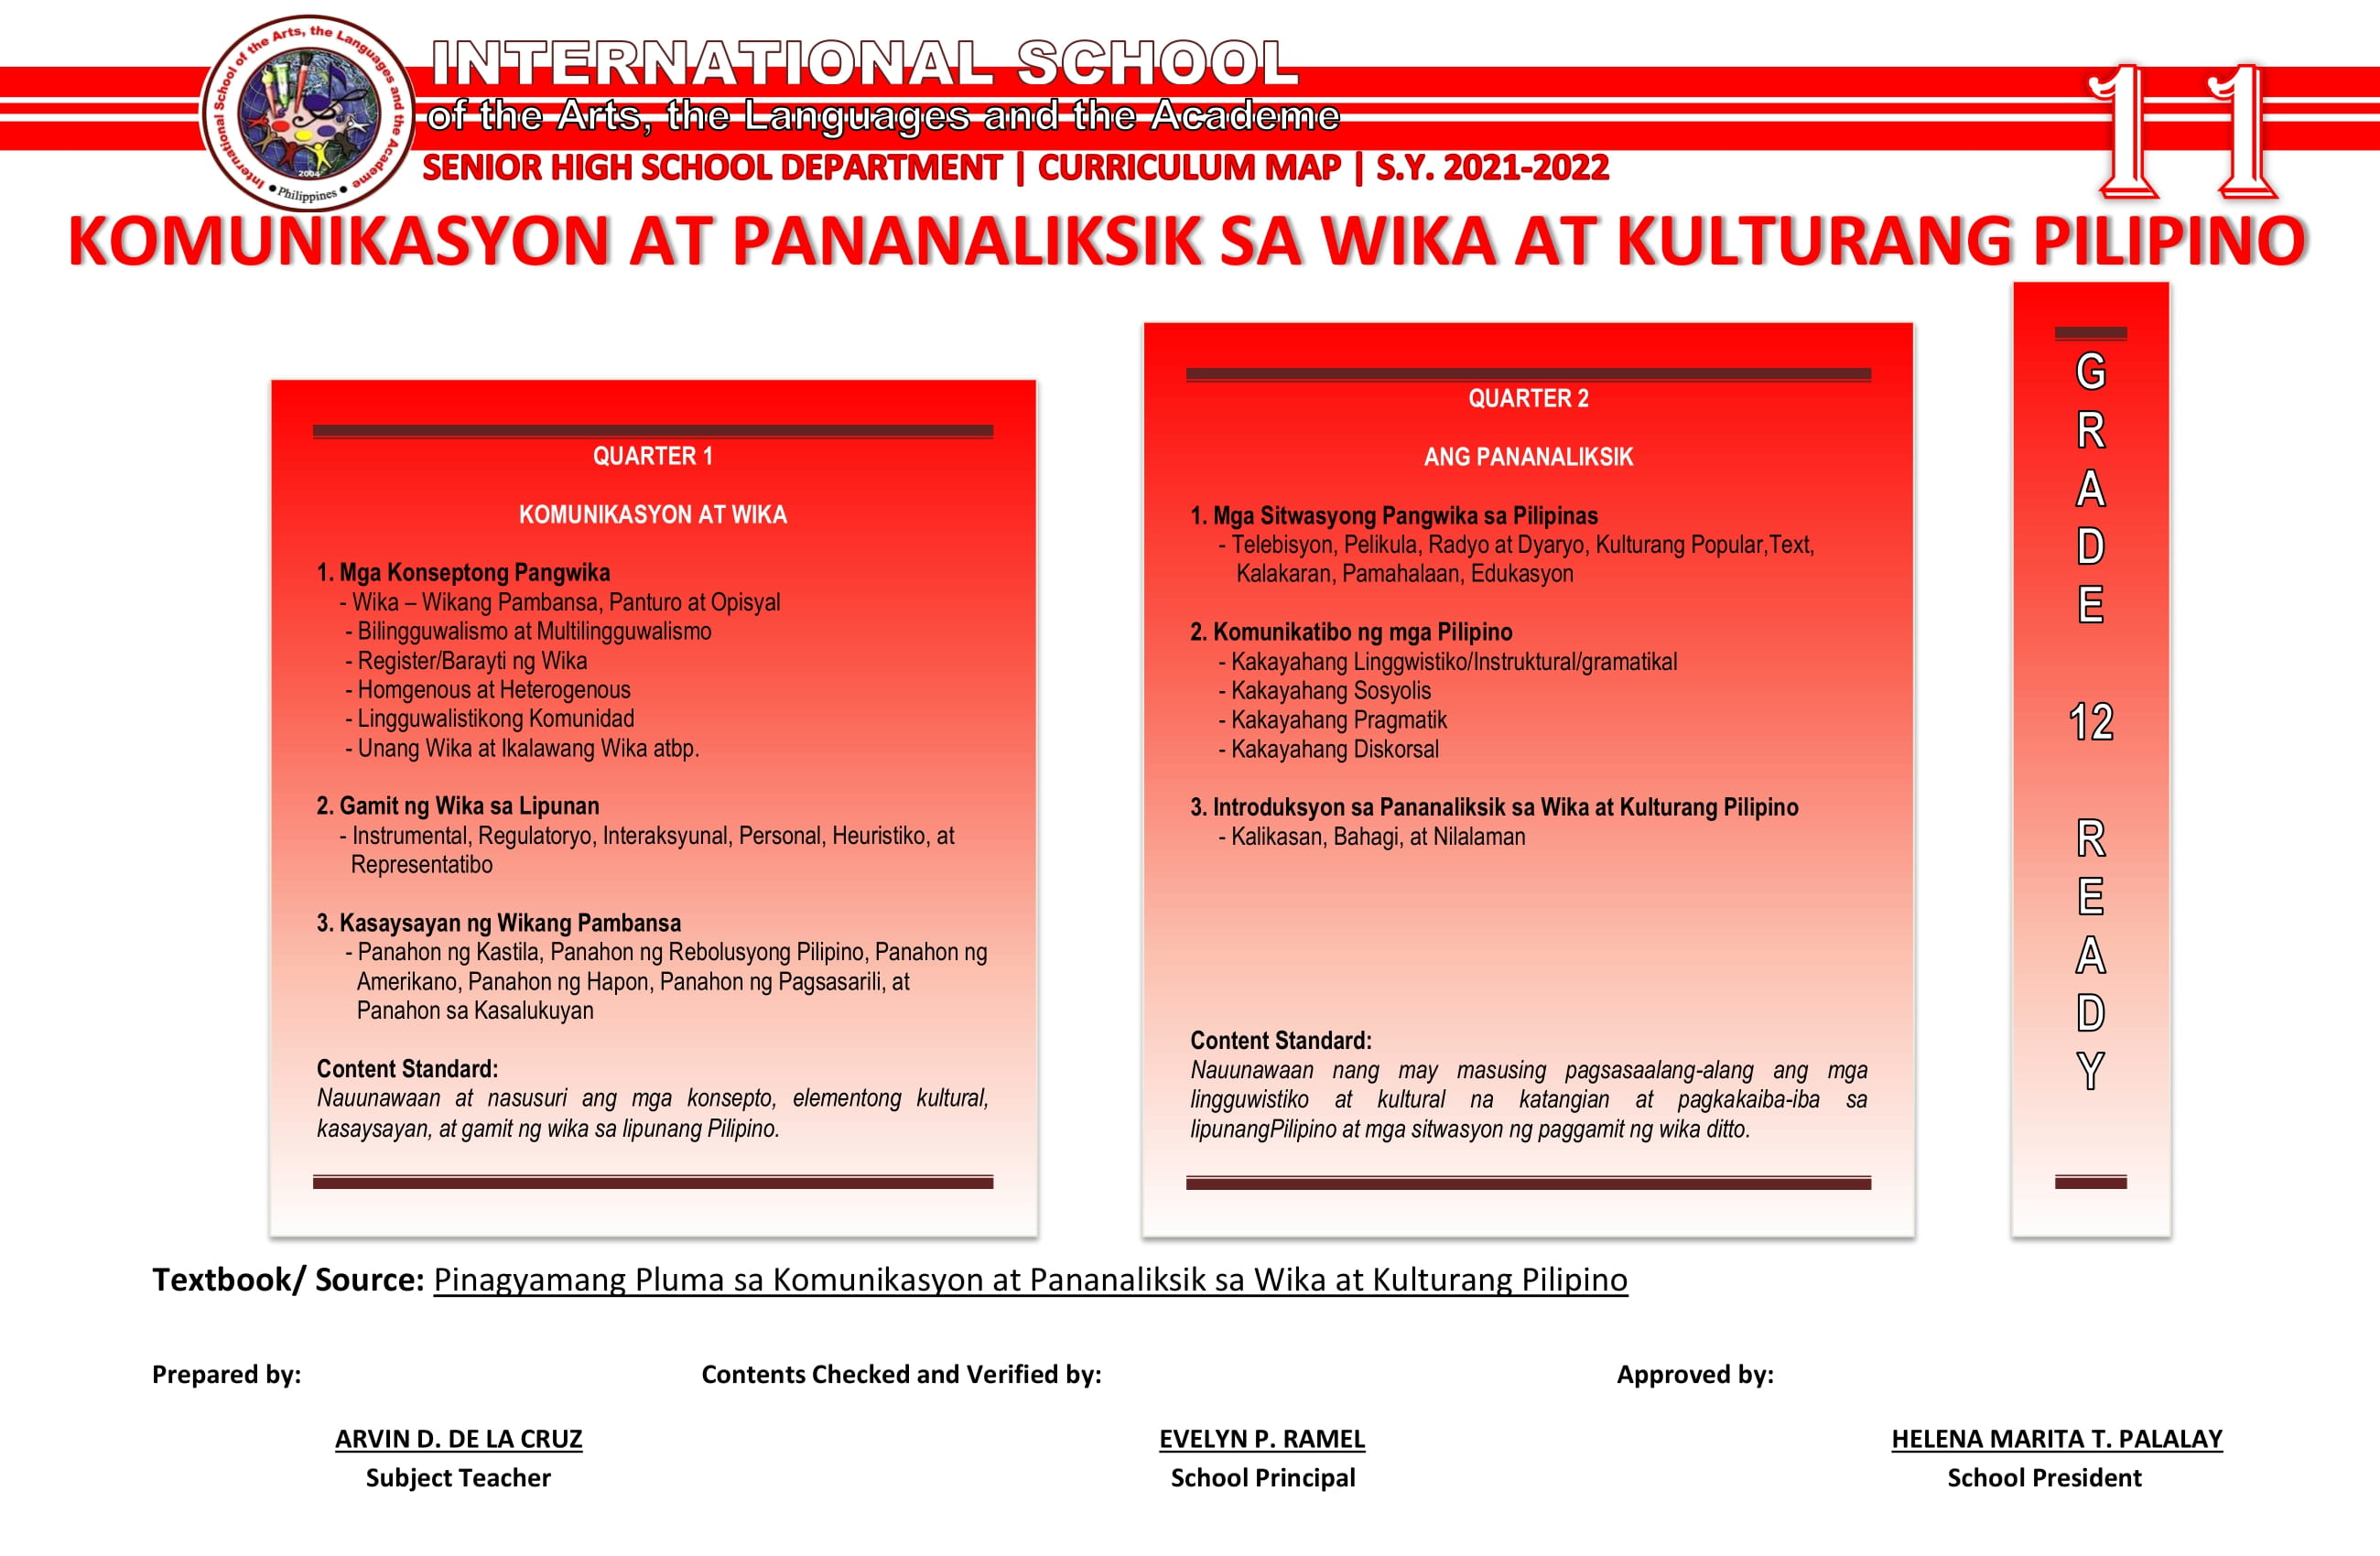 International School of the Arts, the Languages and the Academe
2004
• Philippines •
INTERNATIONAL SCHOOL
of the Arts, the Languages and the Academe
SENIOR HIGH SCHOOL DEPARTMENT | CURRICULUM MAP | S.Y. 2021-2022
11
KOMUNIKASYON AT PANANALIKSIK SA WIKA AT KULTURANG PILIPINO
QUARTER 1
KOMUNIKASYON AT WIKA
1. Mga Konseptong Pangwika
- Wika – Wikang Pambansa, Panturo at Opisyal
- Bilingguwalismo at Multilingguwalismo
- Register/Barayti ng Wika
- Homgenous at Heterogenous
- Lingguwalistikong Komunidad
- Unang Wika at Ikalawang Wika atbp.
2. Gamit ng Wika sa Lipunan
- Instrumental, Regulatoryo, Interaksyunal, Personal, Heuristiko, at
Representatibo
3. Kasaysayan ng Wikang Pambansa
- Panahon ng Kastila, Panahon ng Rebolusyong Pilipino, Panahon ng
Amerikano, Panahon ng Hapon, Panahon ng Pagsasarili, at
Panahon sa Kasalukuyan
Content Standard:
Nauunawaan at nasusuri ang mga konsepto, elementong kultural,
kasaysayan, at gamit ng wika sa lipunang Pilipino.
QUARTER 2
ANG PANANALIKSIK
1. Mga Sitwasyong Pangwika sa Pilipinas
- Telebisyon, Pelikula, Radyo at Dyaryo, Kulturang Popular,Text,
Kalakaran, Pamahalaan, Edukasyon
2. Komunikatibo ng mga Pilipino
- Kakayahang Linggwistiko/Instruktural/gramatikal
- Kakayahang Sosyolis
- Kakayahang Pragmatik
- Kakayahang Diskorsal
3. Introduksyon sa Pananaliksik sa Wika at Kulturang Pilipino
- Kalikasan, Bahagi, at Nilalaman
Content Standard:
Nauunawaan nang may masusing pagsasaalang-alang ang mga
lingguwistiko at kultural na katangian at pagkakaiba-iba sa
lipunangPilipino at mga sitwasyon ng paggamit ng wika ditto.
G
R
A
D
E
12
R
E
A
D
Y
Textbook/ Source: Pinagyamang Pluma sa Komunikasyon at Pananaliksik sa Wika at Kulturang Pilipino
Prepared by:
Contents Checked and Verified by:
Approved by:
ARVIN D. DE LA CRUZ
EVELYN P. RAMEL
HELENA MARITA T. PALALAY
Subject Teacher
School Principal
School President